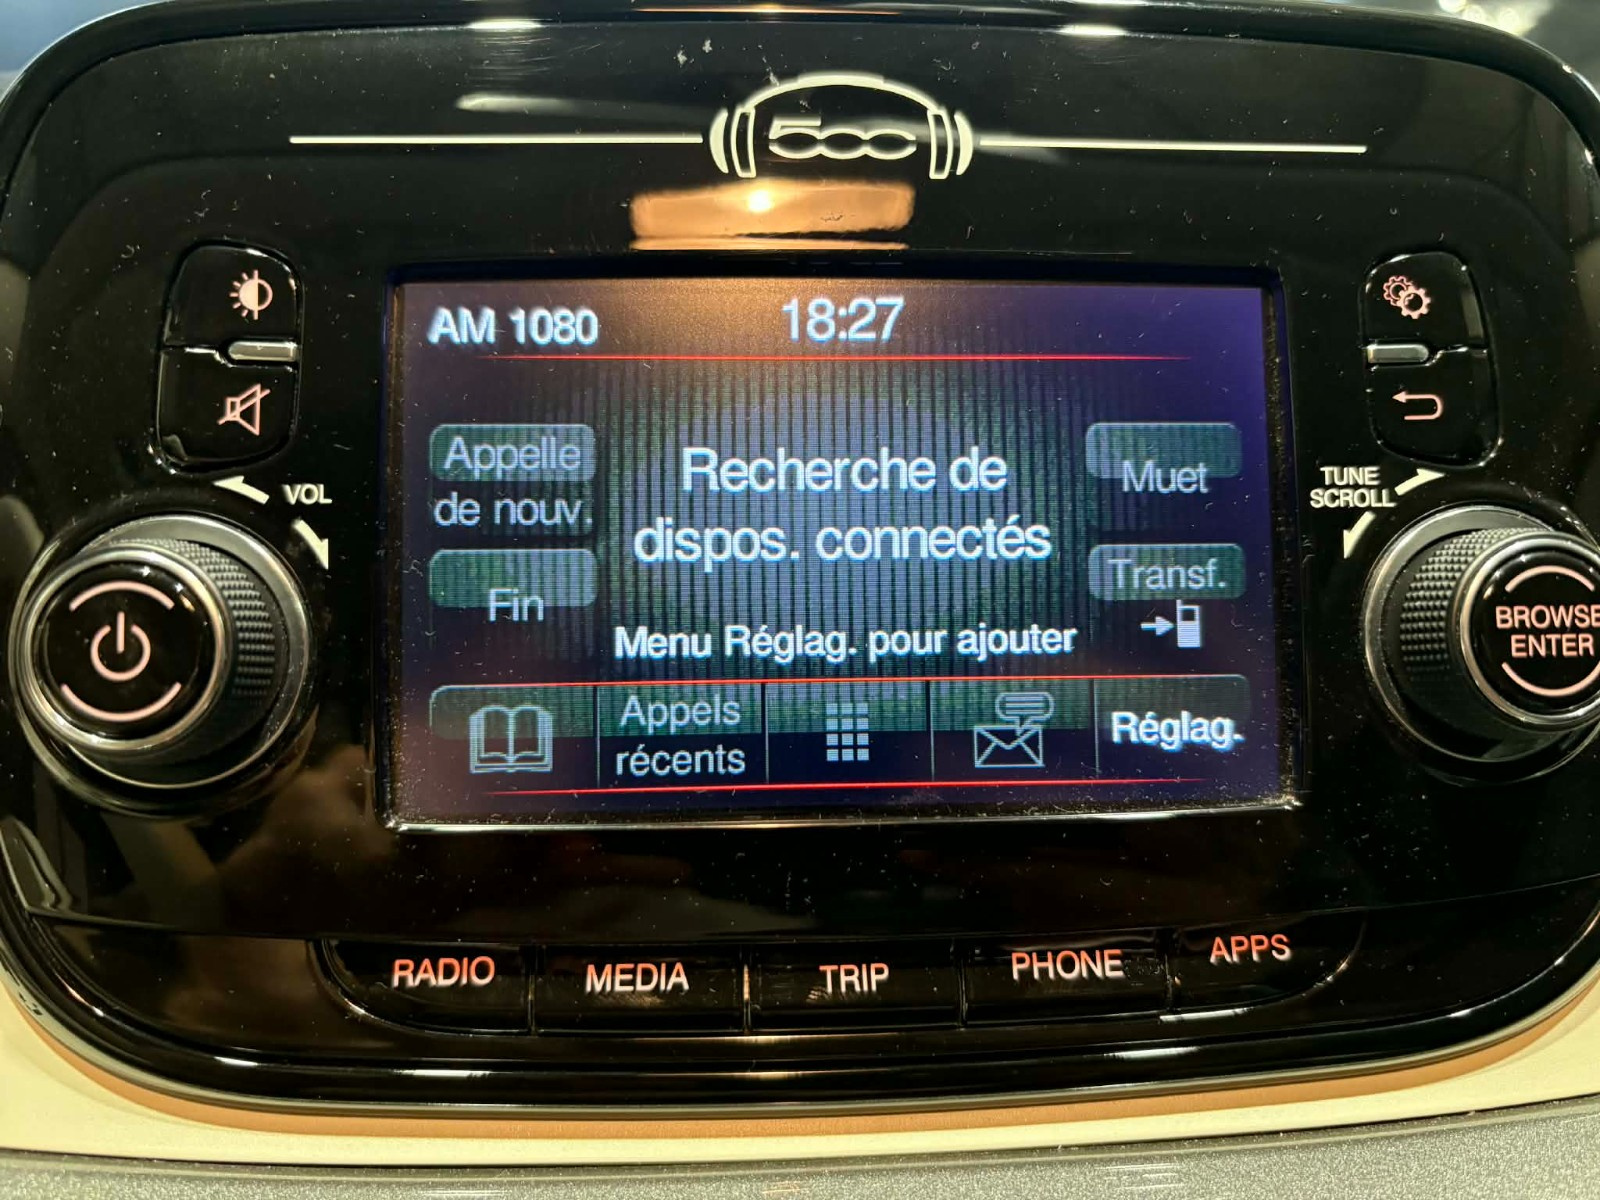 500
AM 1080
18:27
Appelle
de nouv.
Recherche de
dispos. connectés
Muet
Fin
Transf.
Menu Réglag. pour ajouter
Appels
récents
Réglag.
VOL
TUNE
SCROLL
BROWSE
ENTER
RADIO
MEDIA
TRIP
PHONE
APPS